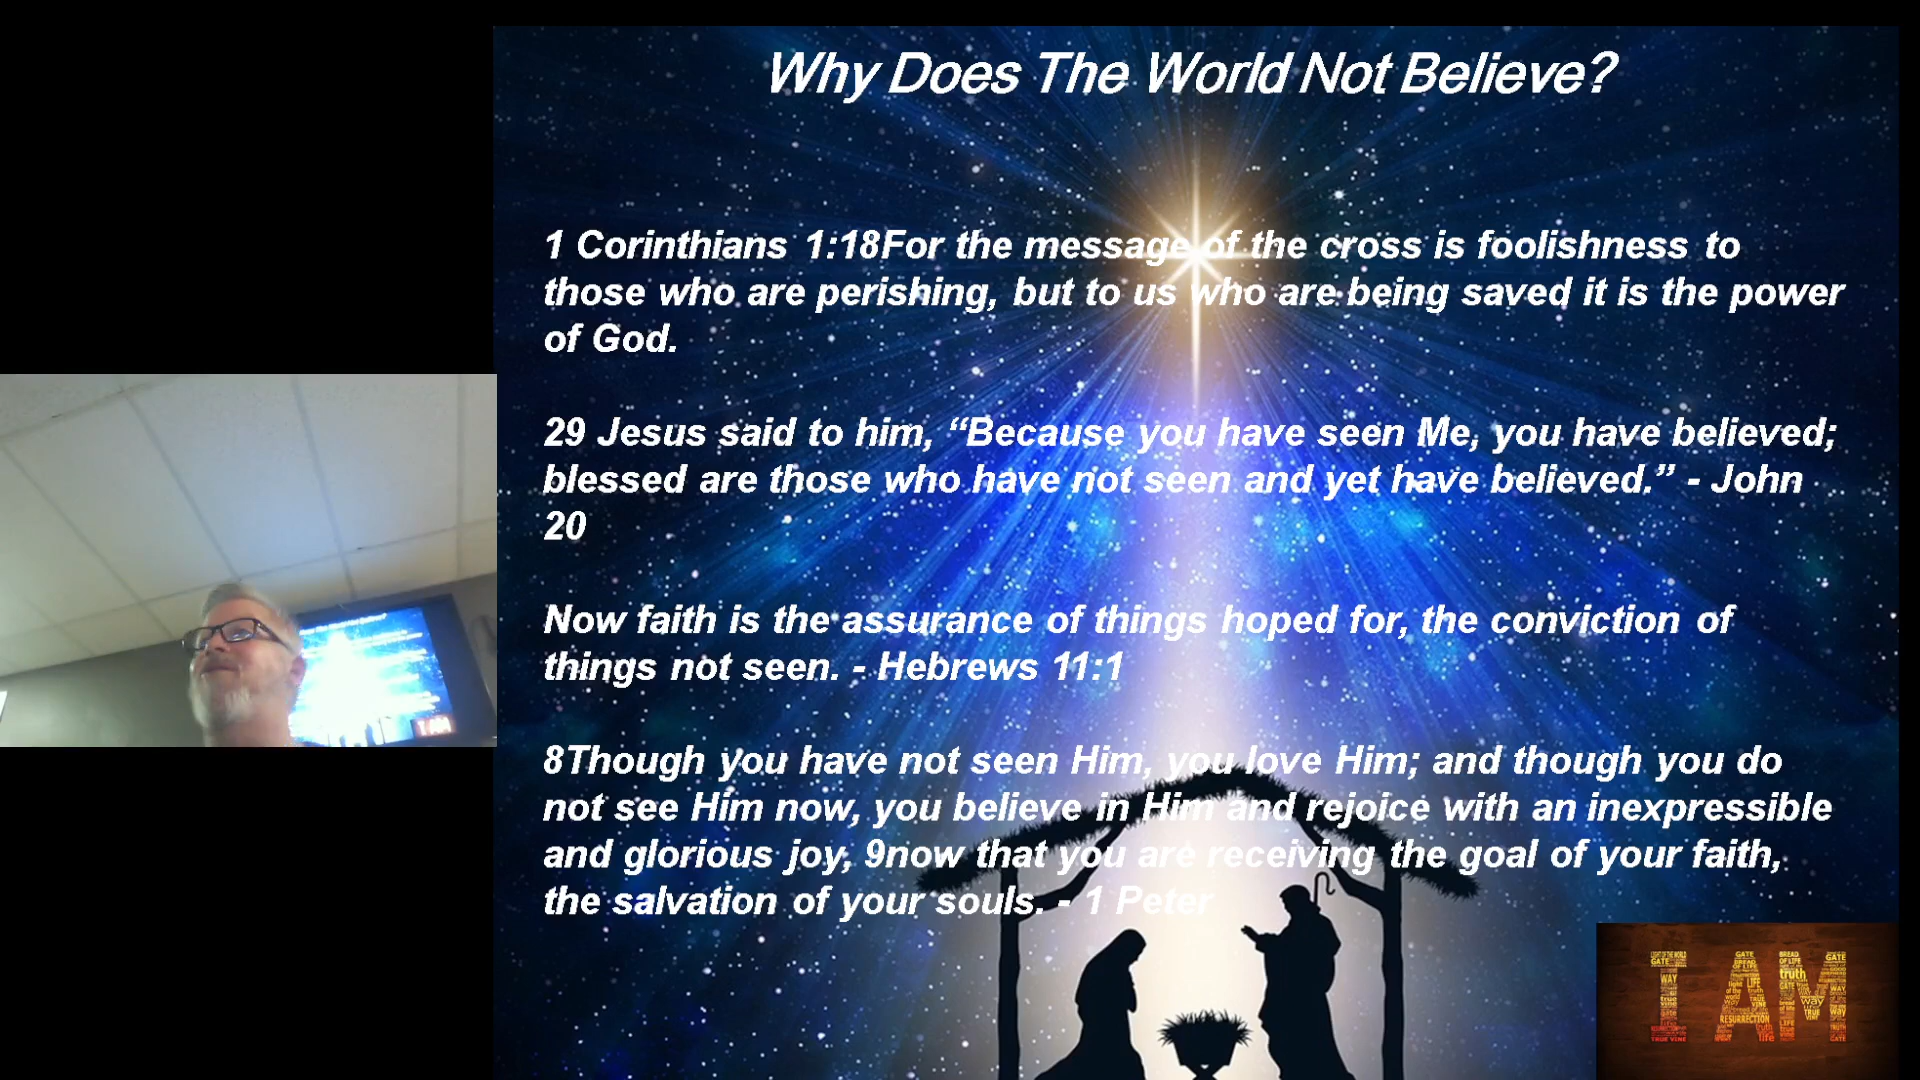 Why Does The World Not Believe?
1 Corinthians 1:18For the message of the cross is foolishness to
those who are perishing, but to us who are being saved it is the power
of God.
29 Jesus said to him, “Because you have seen Me, you have believed;
blessed are those who have not seen and yet have believed.” - John
20
Now faith is the assurance of things hoped for, the conviction of
things not seen. - Hebrews 11:1
8Though you have not seen Him, you love Him; and though you do
not see Him now, you believe in Him and rejoice with an inexpressible
and glorious joy, 9now that you are receiving the goal of your faith,
the salvation of your souls. - 1 Peter
I AM